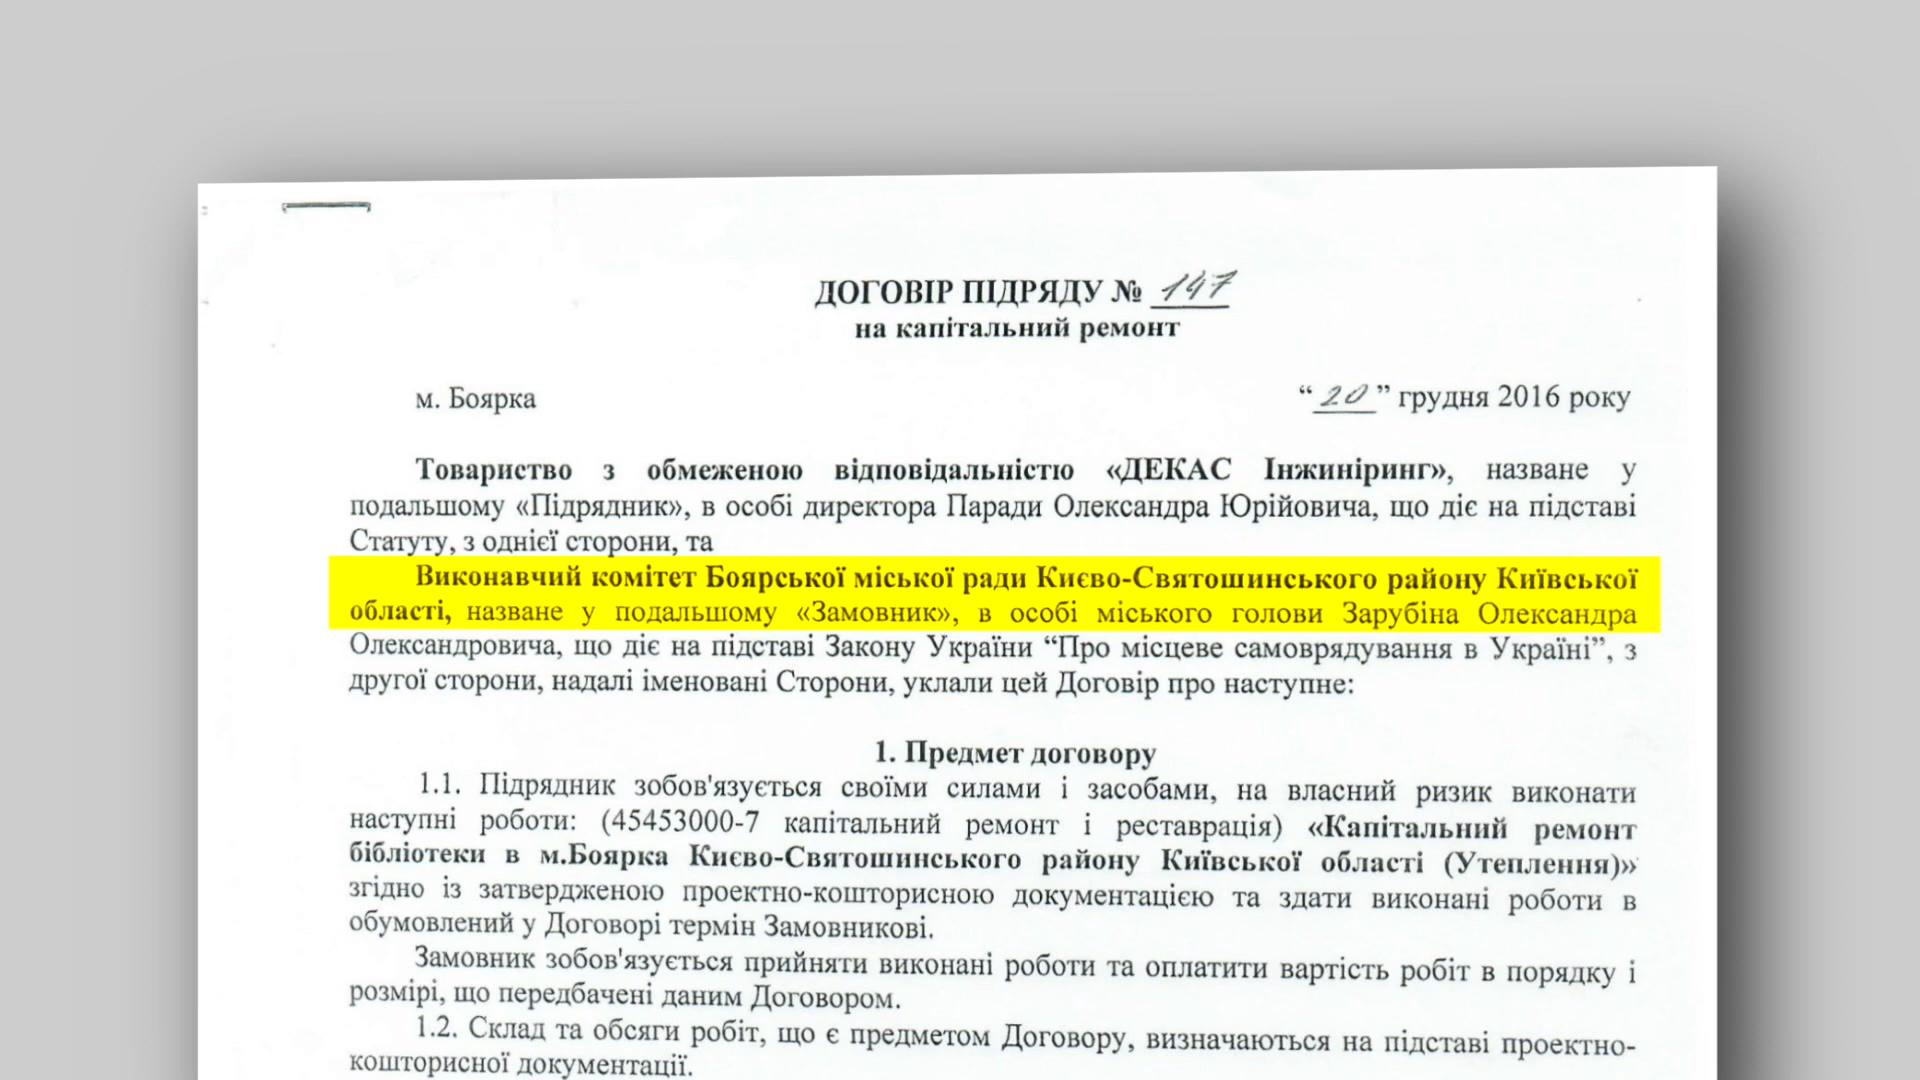 ДОГОВІР ПІДРЯДУ № 147
на капітальний ремонт
м. Боярка “20” грудня 2016 року
Товариство з обмеженою відповідальністю «ДЕКАС Інжиніринг», назване у
подальшому «Підрядник», в особі директора Паради Олександра Юрійовича, що діє на підставі
Статуту, з однієї сторони, та
Виконавчий комітет Боярської міської ради Києво-Святошинського району Київської
області, назване у подальшому «Замовник», в особі міського голови Зарубіна Олександра
Олександровича, що діє на підставі Закону України “Про місцеве самоврядування в Україні”, з
другої сторони, надалі іменовані Сторони, уклали цей Договір про наступне:
1. Предмет договору
1.1. Підрядник зобов'язується своїми силами і засобами, на власний ризик виконати
наступні роботи: (45453000-7 капітальний ремонт і реставрація) «Капітальний ремонт
бібліотеки в м.Боярка Києво-Святошинського району Київської області (Утеплення)»
згідно із затвердженою проектно-кошторисною документацією та здати виконані роботи в
обумовлений у Договорі термін Замовникові.
Замовник зобов'язується прийняти виконані роботи та оплатити вартість робіт в порядку і
розмірі, що передбачені даним Договором.
1.2. Склад та обсяги робіт, що є предметом Договору, визначаються на підставі проектно-
кошторисної документації.